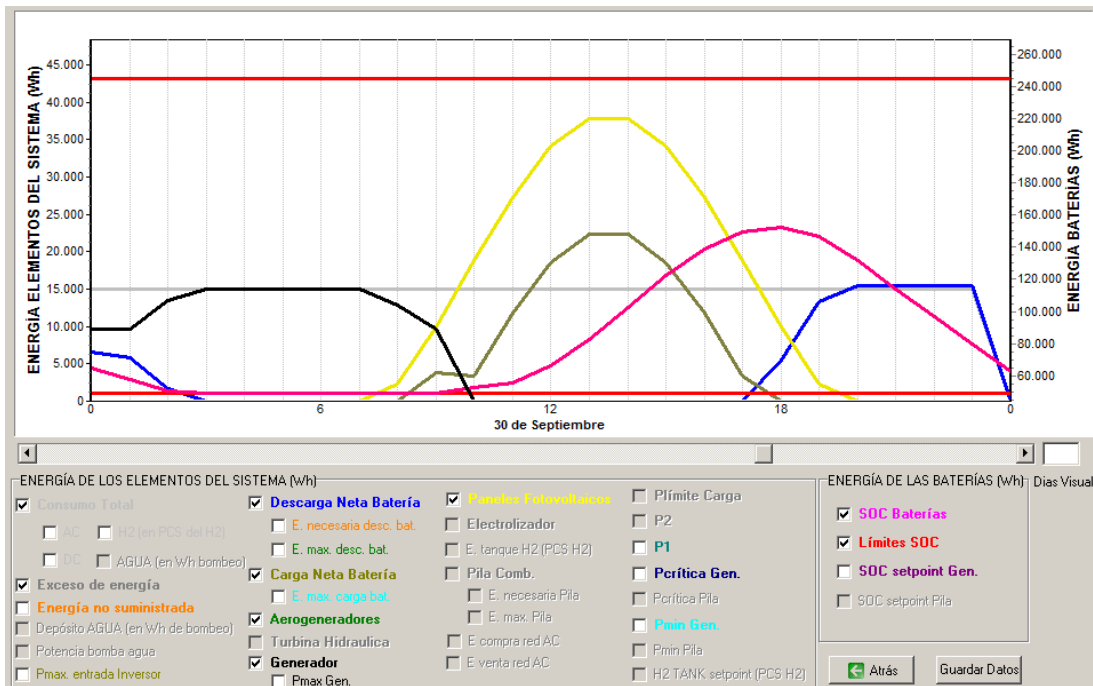 ENERGÍA ELEMENTOS DEL SISTEMA (Wh)
45.000
40.000
35.000
30.000
25.000
20.000
15.000
10.000
5.000
0
260.000
240.000
220.000
200.000
180.000
160.000
140.000
120.000
100.000
80.000
60.000
ENERGÍA BATERÍAS (Wh)
0 6 12 18 0
30 de Septiembre
ENERGÍA DE LOS ELEMENTOS DEL SISTEMA (Wh)
Consumo Total
AC H2 (en PCS del H2)
DC AGUA (en Wh bombeo)
Exceso de energía
Energía no suministrada
Depósito AGUA (en Wh de bombeo)
Potencia bomba agua
Pmax. entrada Inversor
Descarga Neta Batería
E. necesaria desc. bat.
E. max. desc. bat.
Carga Neta Batería
E. max. carga bat.
Aerogeneradores
Turbina Hidraulica
Generador
Pmax Gen.
Paneles Fotovoltaicos
Electrolizador
E. tanque H2 (PCS H2)
Pila Comb.
E. necesaria Pila
E. max. Pila
E compra red AC
E venta red AC
Plímite Carga
P2
P1
Pcrítica Gen.
Pcrítica Pila
Pmin Gen.
Pmin Pila
H2 TANK setpoint (PCS H2)
ENERGÍA DE LAS BATERÍAS (Wh)
SOC Baterías
Límites SOC
SOC setpoint Gen.
SOC setpoint Pila
Dias Visual
Atrás
Guardar Datos